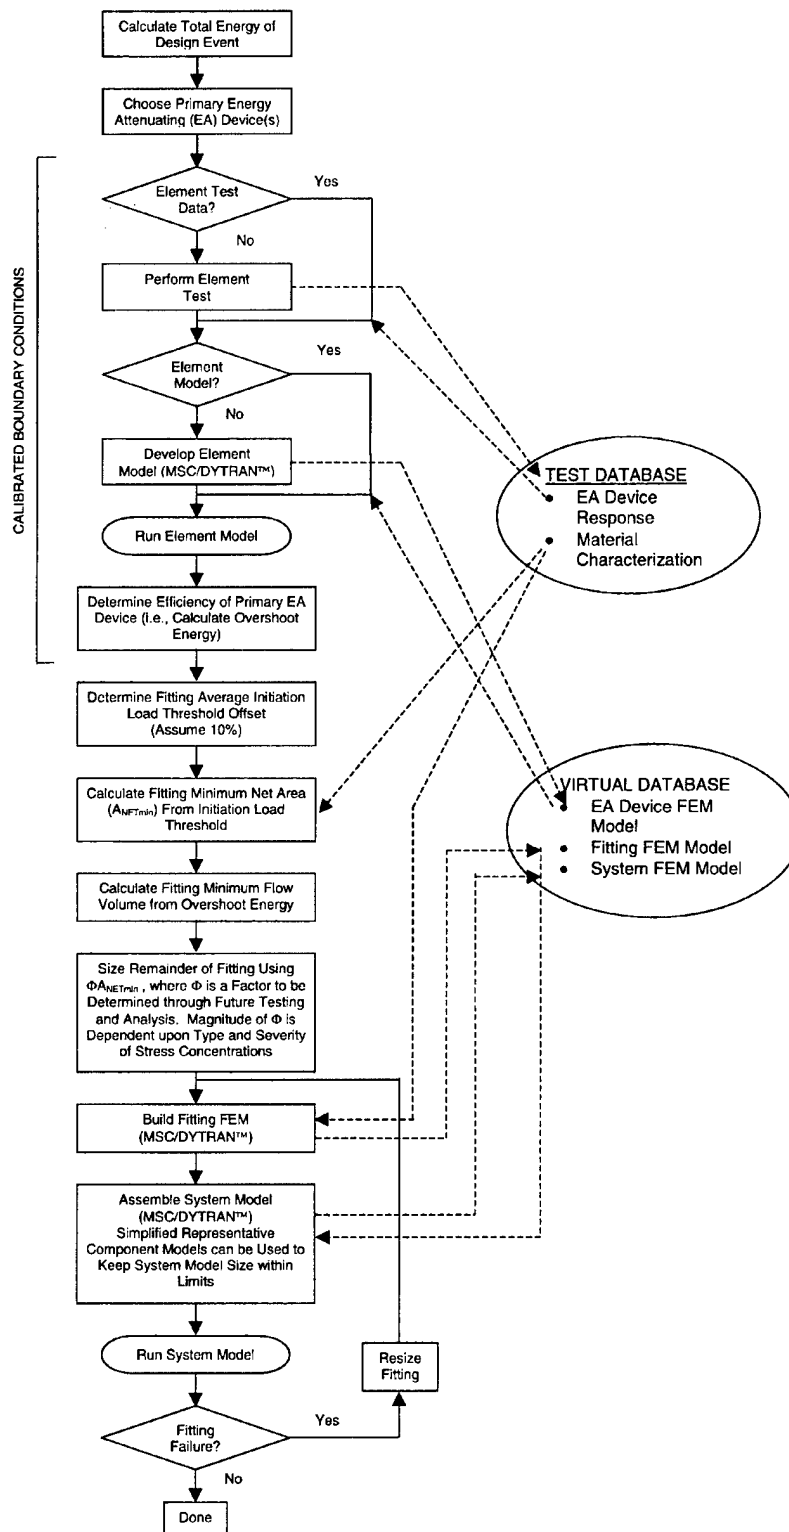 Calculate Total Energy of
Design Event
Choose Primary Energy
Attenuating (EA) Device(s)
CALIBRATED BOUNDARY CONDITIONS
Element Test
Data?
Yes
No
Perform Element
Test
Element
Model?
Yes
No
Develop Element
Model (MSC/DYTRAN™)
Run Element Model
Determine Efficiency of Primary EA
Device (i.e., Calculate Overshoot
Energy)
Determine Fitting Average Initiation
Load Threshold Offset
(Assume 10%)
Calculate Fitting Minimum Net Area
(ANETmin) From Initiation Load
Threshold
Calculate Fitting Minimum Flow
Volume from Overshoot Energy
Size Remainder of Fitting Using
ΦANETmin , where Φ is a Factor to be
Determined through Future Testing
and Analysis. Magnitude of Φ is
Dependent upon Type and Severity
of Stress Concentrations
Build Fitting FEM
(MSC/DYTRAN™)
Assemble System Model
(MSC/DYTRAN™)
Simplified Representative
Component Models can be Used to
Keep System Model Size within
Limits
Run System Model
Resize
Fitting
Fitting
Failure?
Yes
No
Done
TEST DATABASE
• EA Device
Response
• Material
Characterization
VIRTUAL DATABASE
• EA Device FEM
Model
• Fitting FEM Model
• System FEM Model